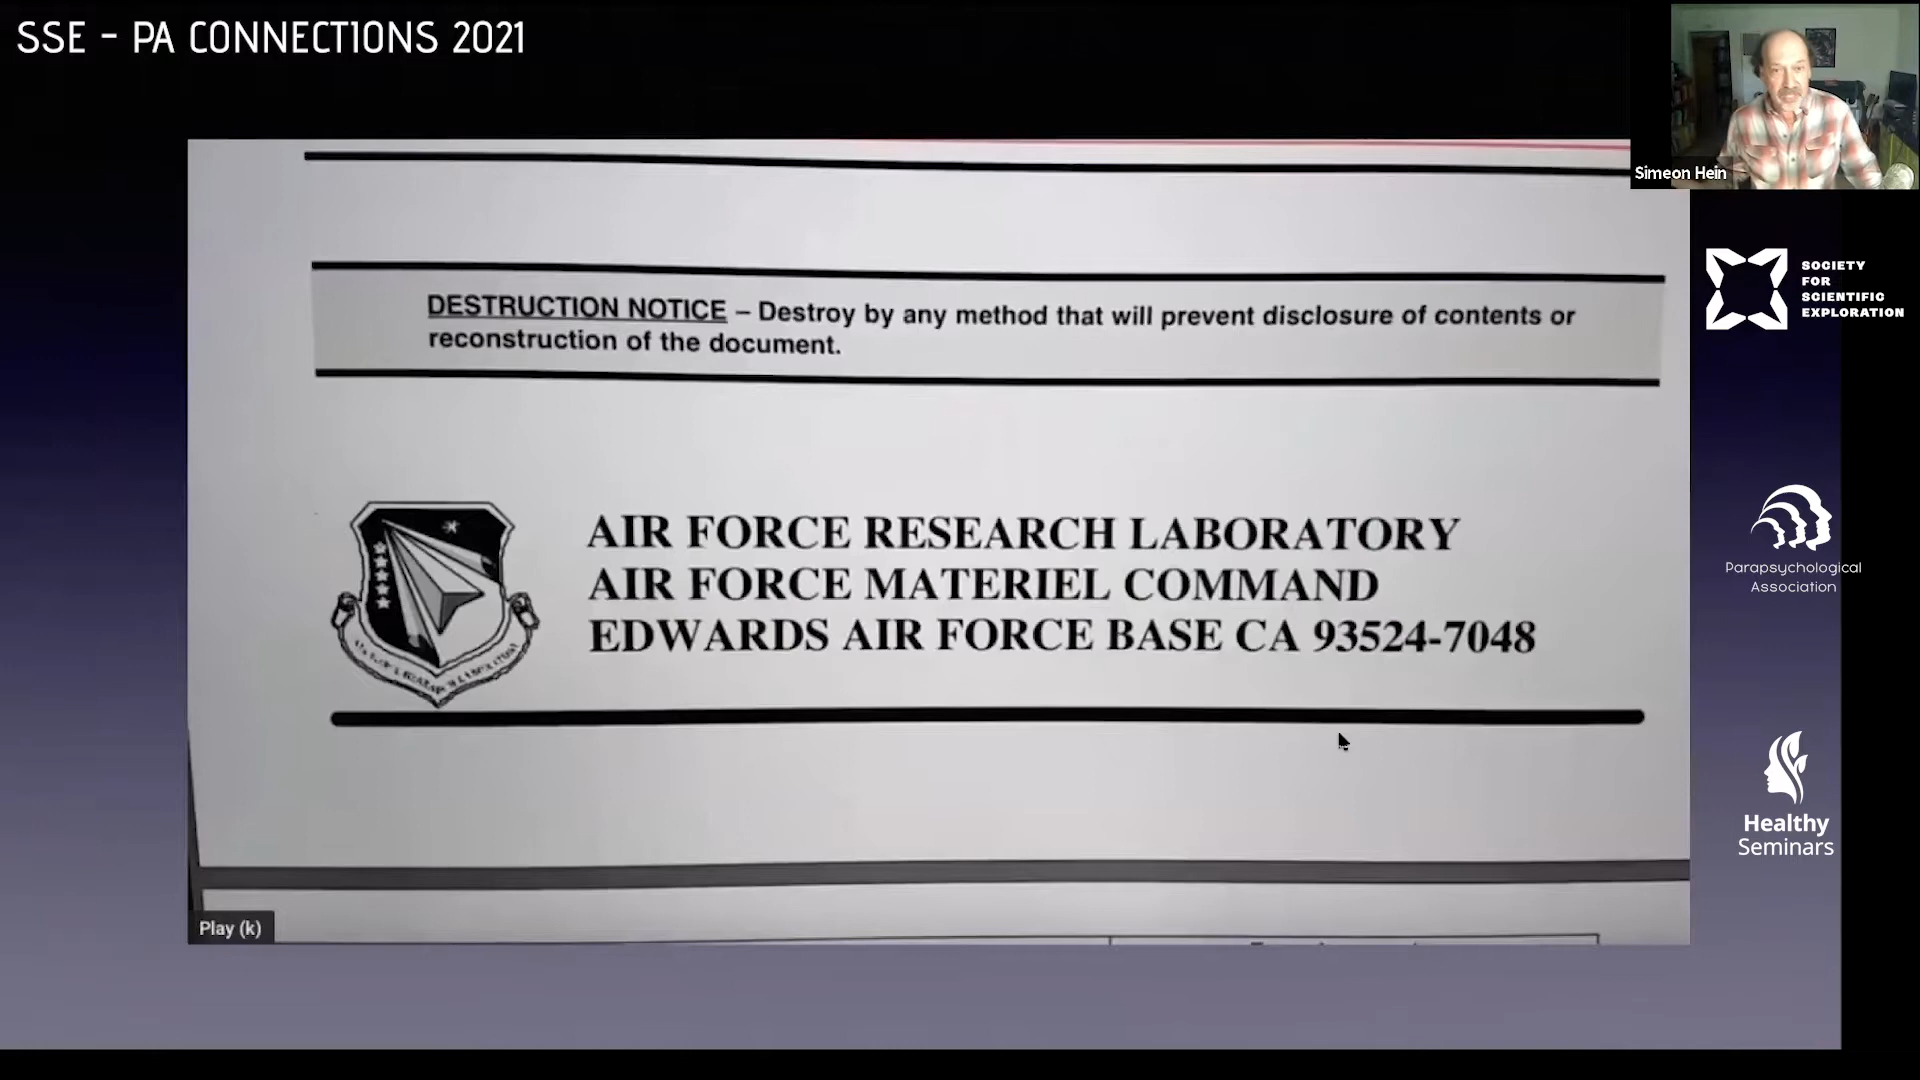 SSE - PA CONNECTIONS 2021
Simeon Hein
DESTRUCTION NOTICE – Destroy by any method that will prevent disclosure of contents or
reconstruction of the document.
AIR FORCE RESEARCH LABORATORY
AIR FORCE MATERIEL COMMAND
EDWARDS AIR FORCE BASE CA 93524-7048
Play (k)
SOCIETY
FOR
SCIENTIFIC
EXPLORATION
Parapsychological
Association
Healthy
Seminars